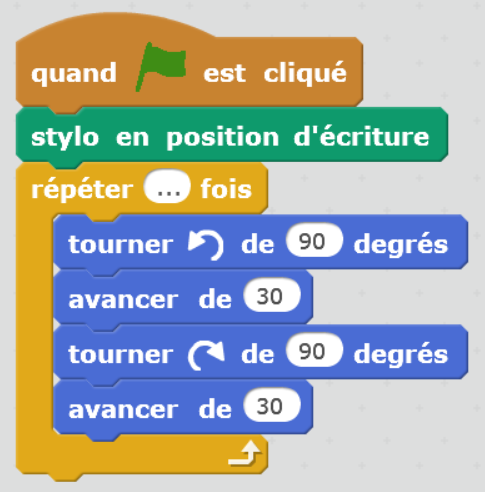 quand est cliqué
stylo en position d'écriture
répéter ... fois
tourner de 90 degrés
avancer de 30
tourner de 90 degrés
avancer de 30